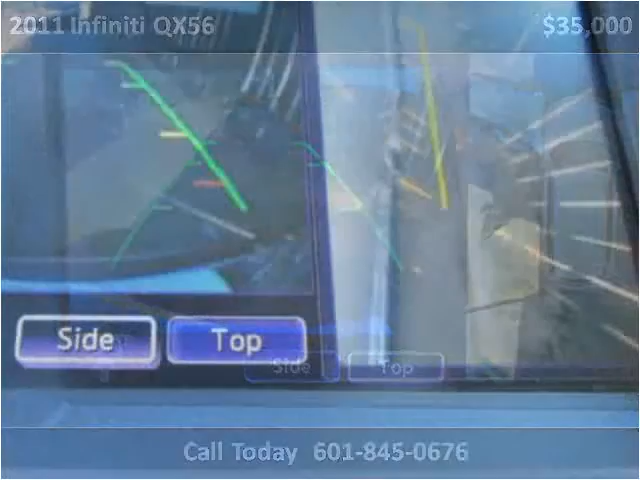 2011 Infiniti QX56 $35,000
Side Top
Side Top
Call Today 601-845-0676